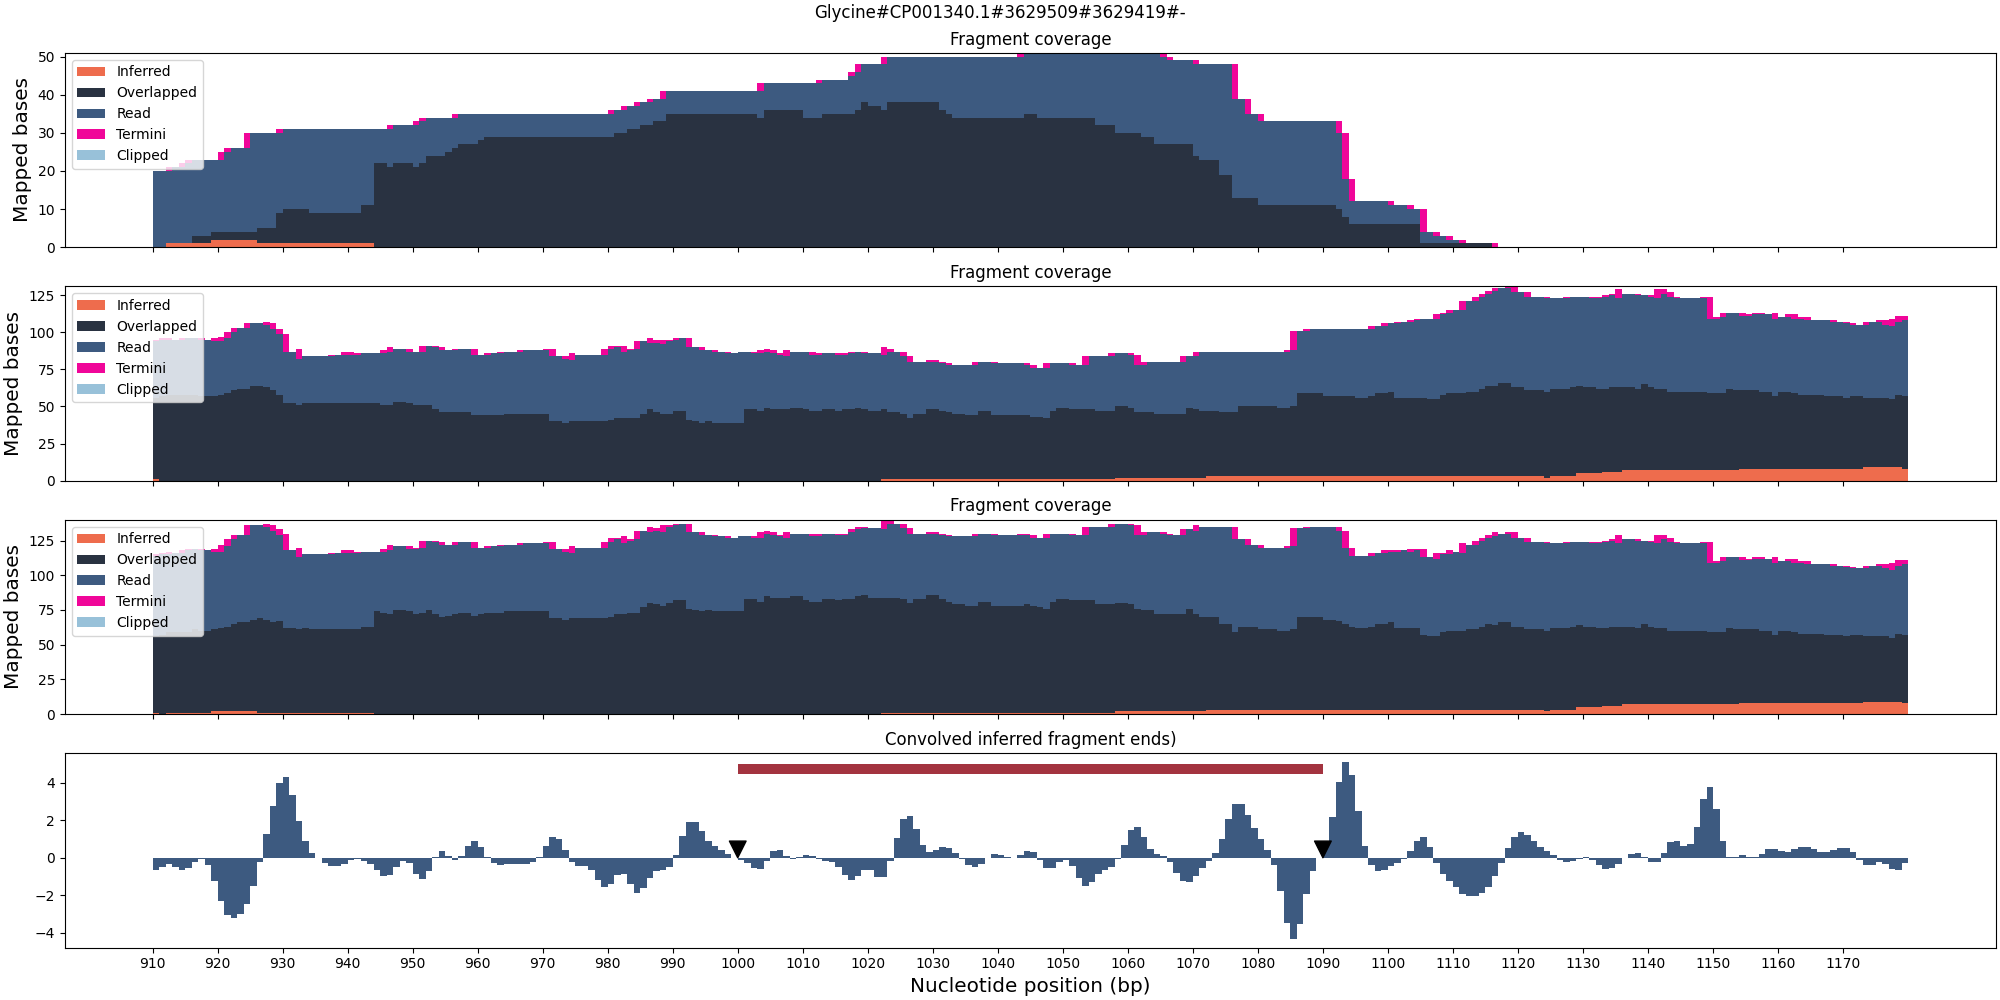 Glycine#CP001340.1#3629509#3629419#-
Fragment coverage
50
40
30
20
10
0
Mapped bases
Inferred
Overlapped
Read
Termini
Clipped
Fragment coverage
125
100
75
50
25
0
Mapped bases
Inferred
Overlapped
Read
Termini
Clipped
Fragment coverage
125
100
75
50
25
0
Mapped bases
Inferred
Overlapped
Read
Termini
Clipped
Convolved inferred fragment ends)
4
2
0
−2
−4
910 920 930 940 950 960 970 980 990 1000 1010 1020 1030 1040 1050 1060 1070 1080 1090 1100 1110 1120 1130 1140 1150 1160 1170
Nucleotide position (bp)